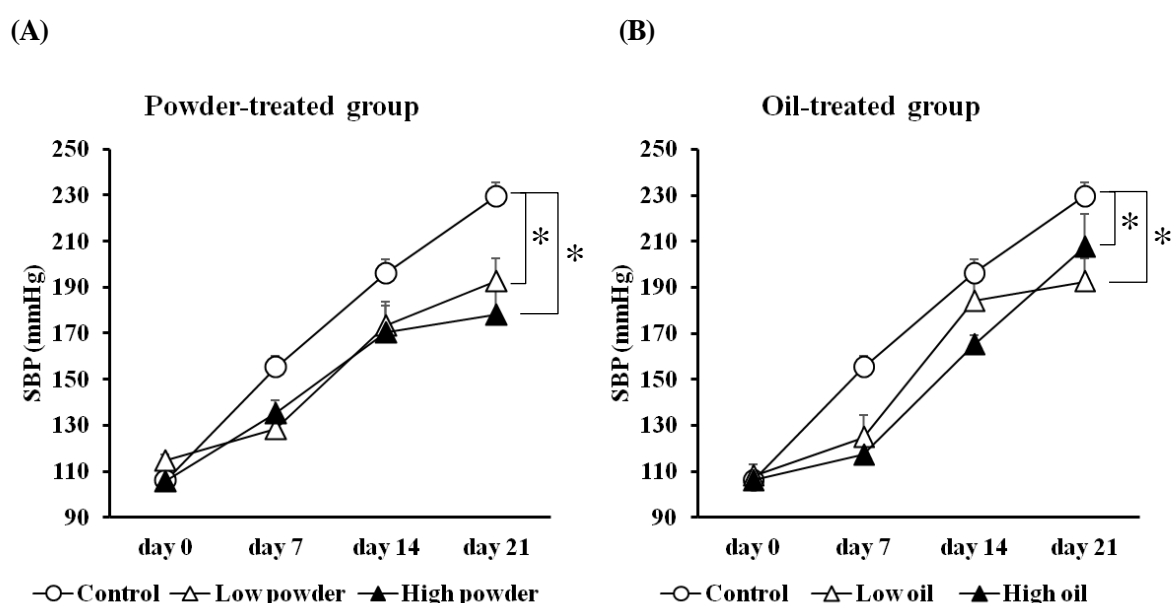 (A)
Powder-treated group
SBP (mmHg)
250
230
210
190
170
150
130
110
90
*
*
day 0 day 7 day 14 day 21
Control Low powder High powder
(B)
Oil-treated group
SBP (mmHg)
250
230
210
190
170
150
130
110
90
*
*
day 0 day 7 day 14 day 21
Control Low oil High oil